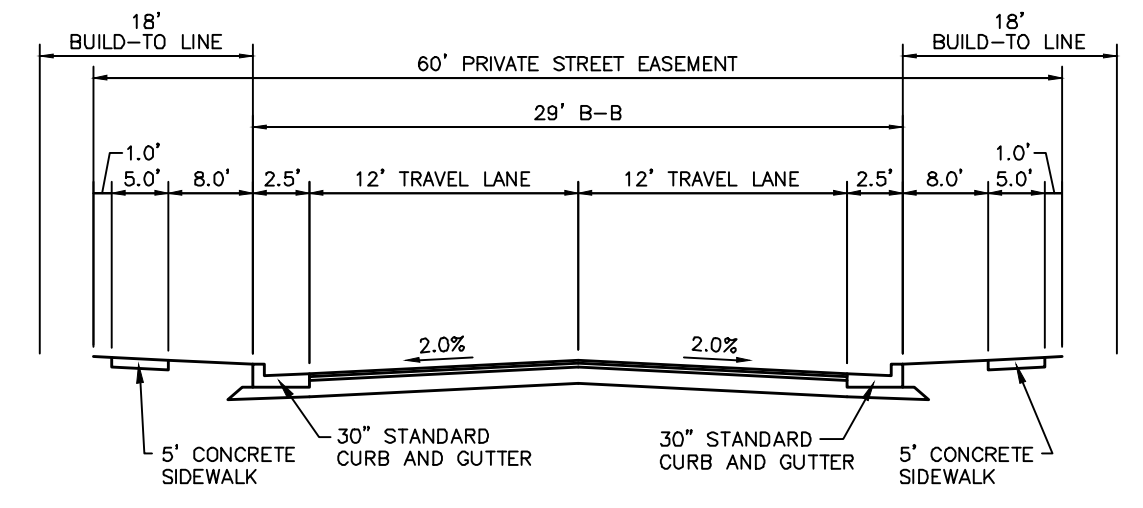 18'
BUILD-TO LINE
18'
BUILD-TO LINE
60' PRIVATE STREET EASEMENT
29' B-B
1.0'
1.0'
5.0' 8.0' 2.5' 12' TRAVEL LANE 12' TRAVEL LANE 2.5' 8.0' 5.0'
2.0% 2.0%
30" STANDARD
CURB AND GUTTER
30" STANDARD
CURB AND GUTTER
5' CONCRETE
SIDEWALK
5' CONCRETE
SIDEWALK